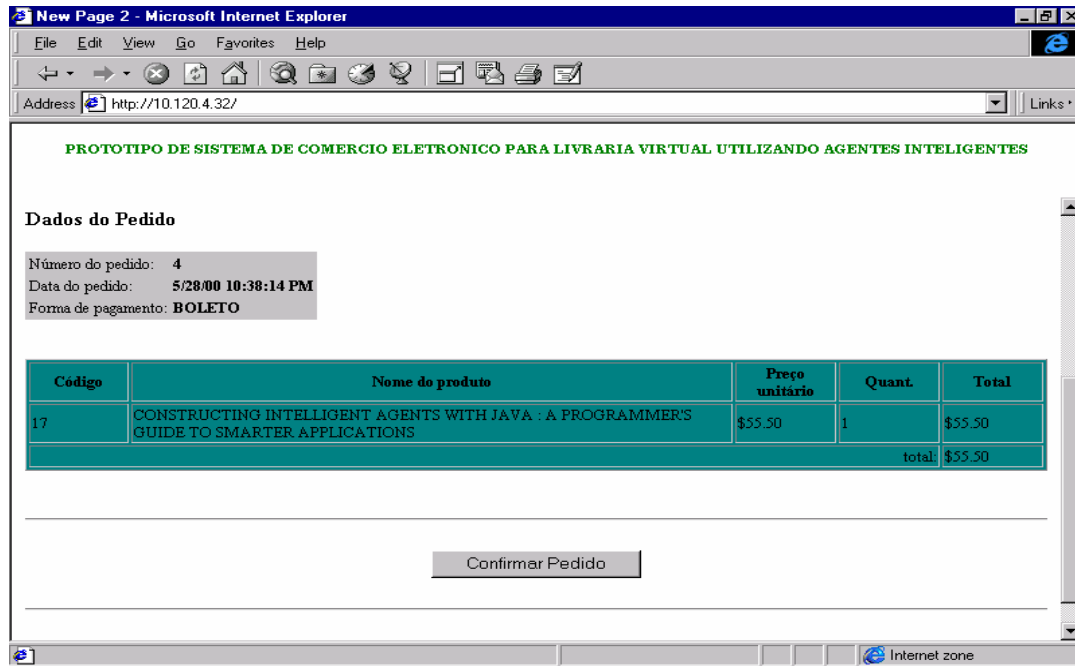 New Page 2 - Microsoft Internet Explorer
File Edit View Go Favorites Help
Address http://10.120.4.32/ Links
PROTOTIPO DE SISTEMA DE COMERCIO ELETRONICO PARA LIVRARIA VIRTUAL UTILIZANDO AGENTES INTELIGENTES
Dados do Pedido
Número do pedido: 4
Data do pedido: 5/28/00 10:38:14 PM
Forma de pagamento: BOLETO
Código Nome do produto Preço unitário Quant. Total
17 CONSTRUCTING INTELLIGENT AGENTS WITH JAVA : A PROGRAMMER'S
GUIDE TO SMARTER APPLICATIONS $55.50 1 $55.50
total: $55.50
Confirmar Pedido
Internet zone